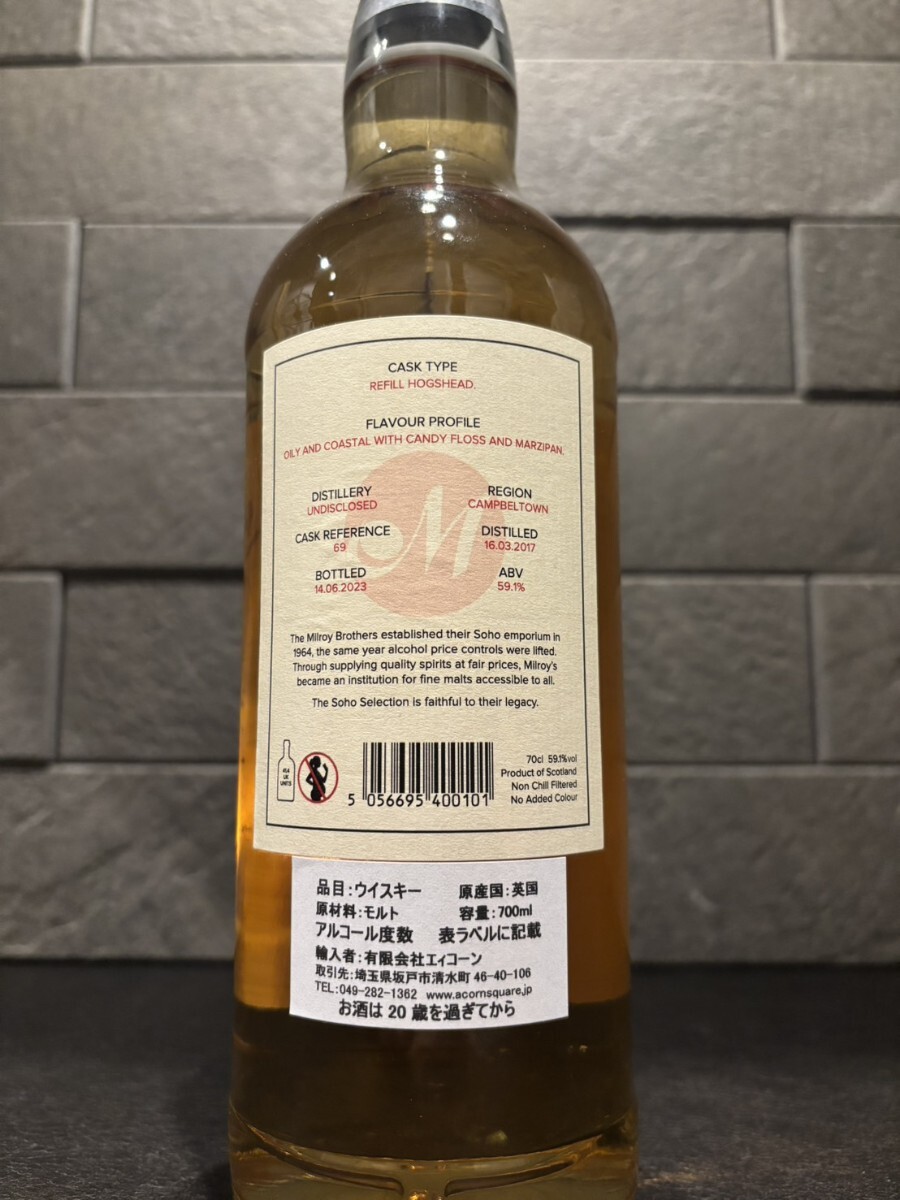 CASK TYPE
REFILL HOGSHEAD.
FLAVOUR PROFILE
OILY AND COASTAL WITH CANDY FLOSS AND MARZIPAN.
DISTILLERY
UNDISCLOSED
REGION
CAMPBELTOWN
CASK REFERENCE
69
DISTILLED
16.03.2017
BOTTLED
14.06.2023
ABV
59.1%
M
The Milroy Brothers established their Soho emporium in
1964, the same year alcohol price controls were lifted.
Through supplying quality spirits at fair prices, Milroy's
became an institution for fine malts accessible to all.
The Soho Selection is faithful to their legacy.
UK
UNITS
5 056695 400101
70cl 59.1%vol
Product of Scotland
Non Chill Filtered
No Added Colour
品目:ウイスキー 原産国:英国
原材料:モルト 容量:700ml
アルコール度数 表ラベルに記載
輸入者:有限会社エィコーン
取引先:埼玉県坂戸市清水町 46-40-106
TEL:049-282-1362 www.acornsquare.jp
お酒は 20 歳を過ぎてから